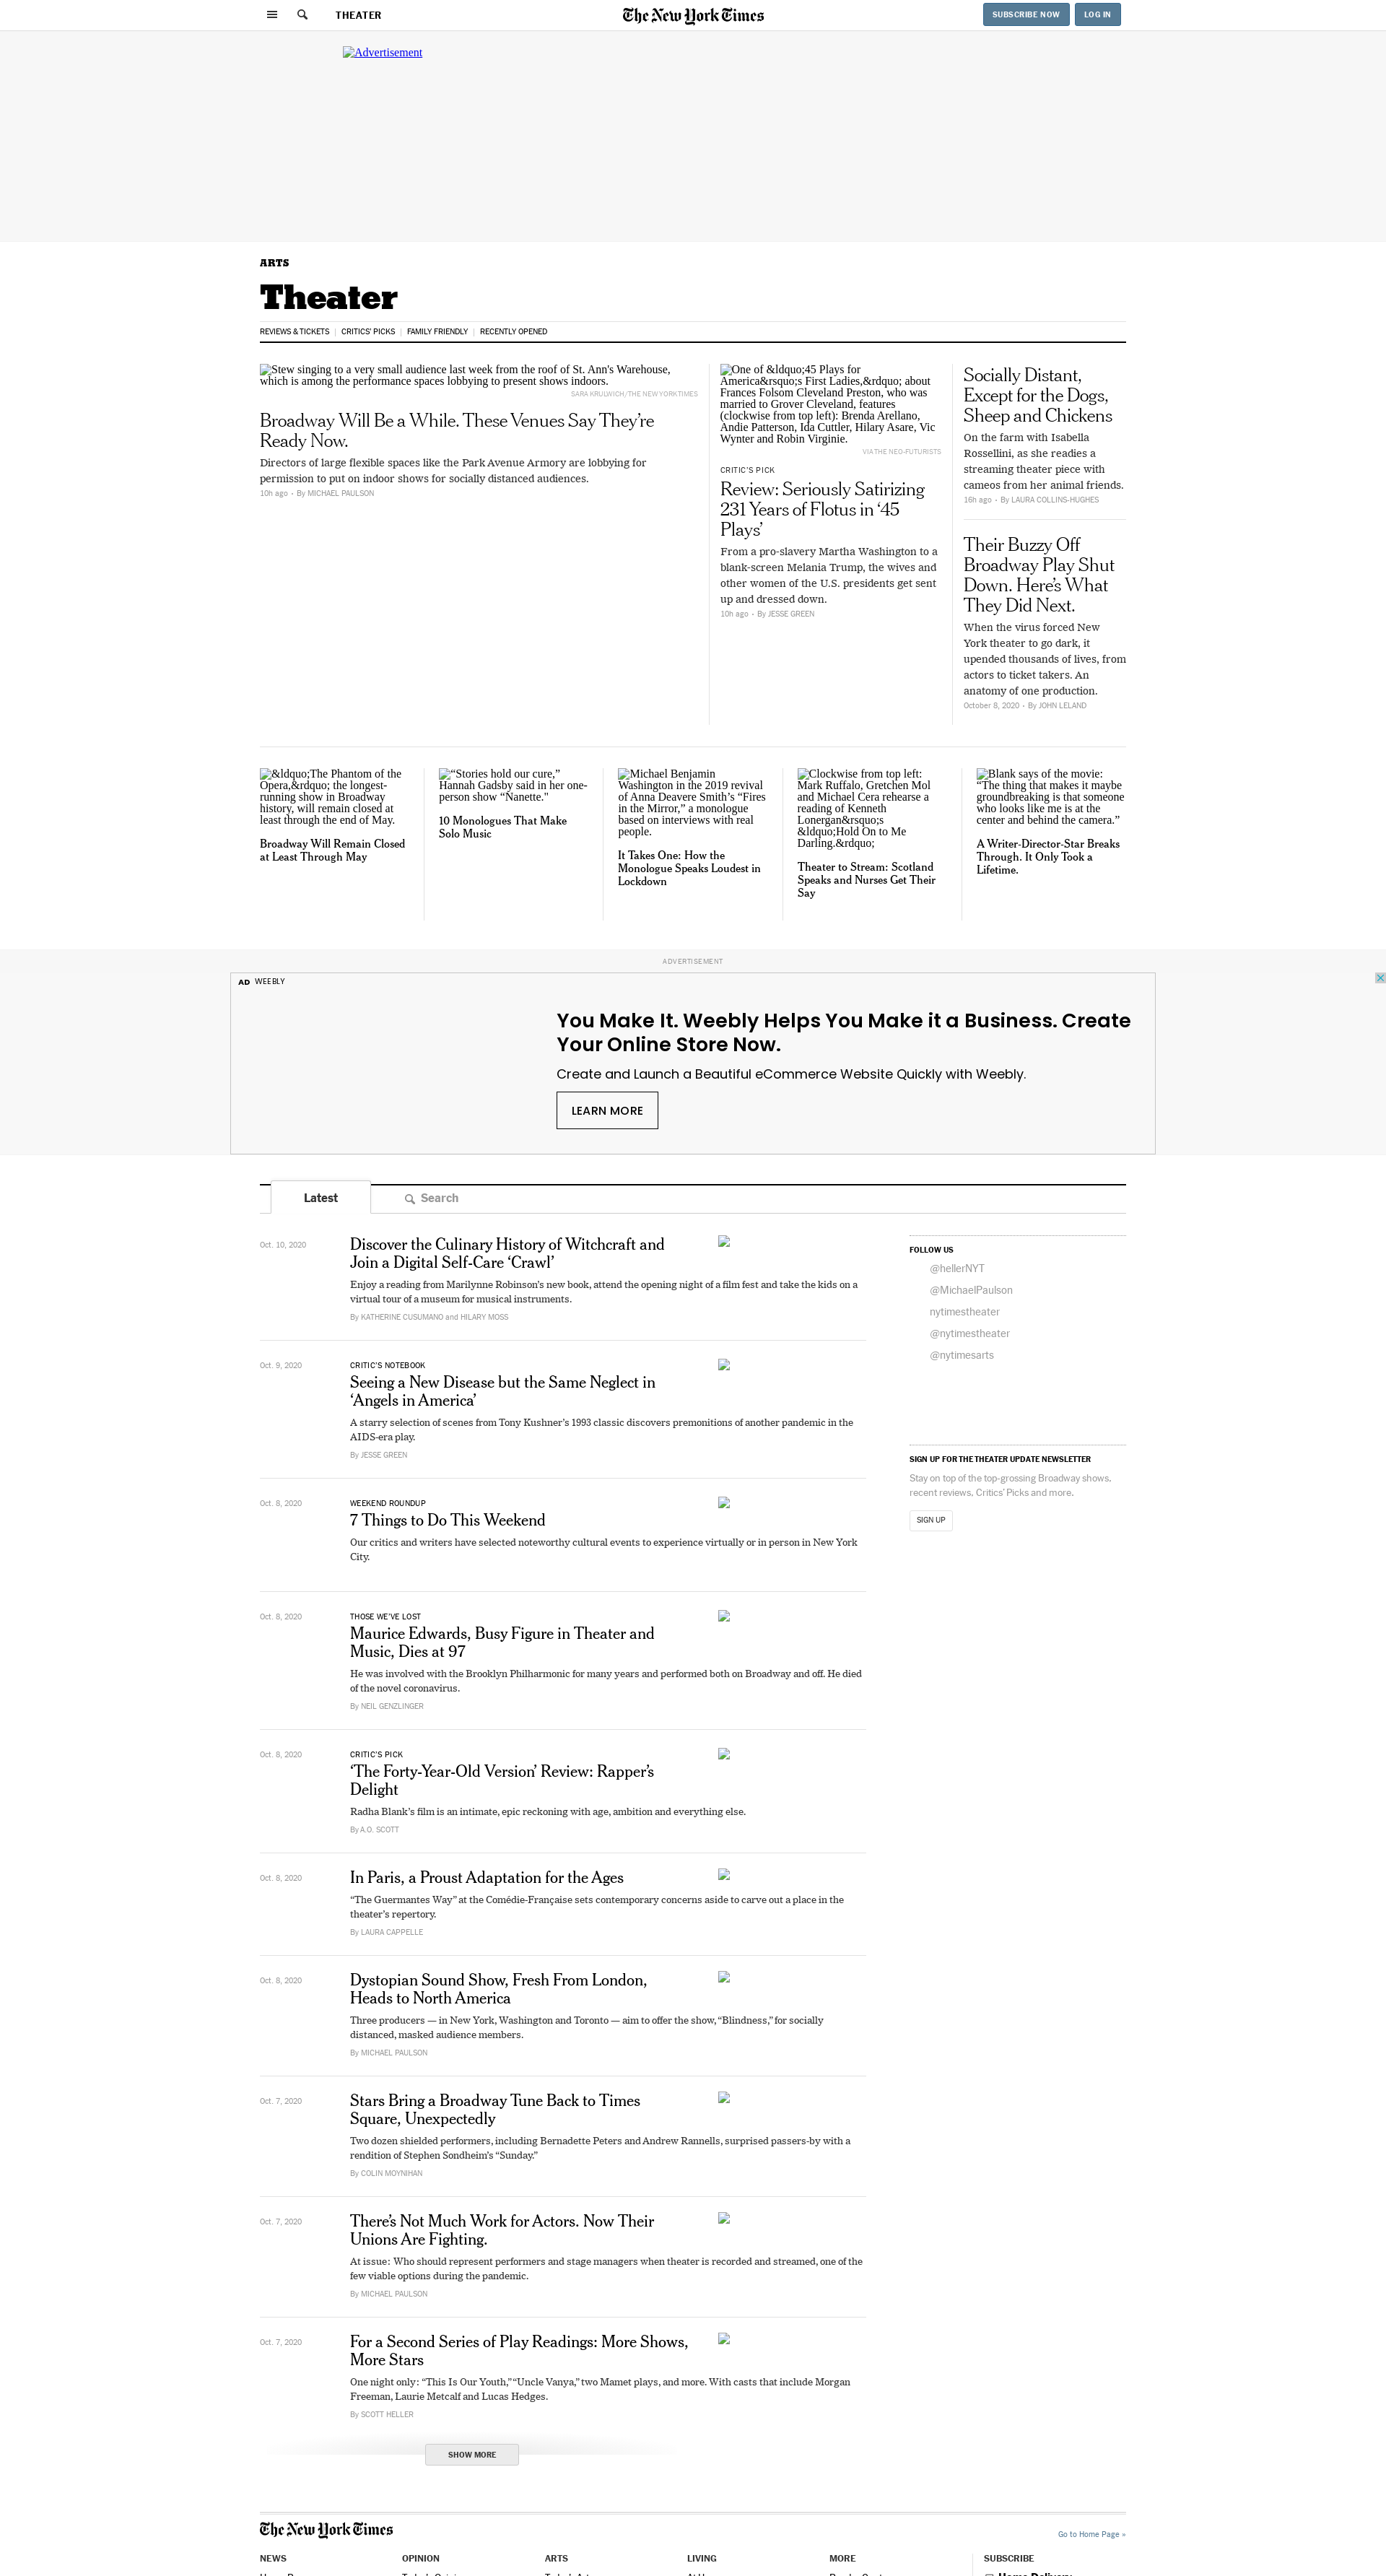 THEATER
The New York Times
SUBSCRIBE NOW
LOG IN
Advertisement
ARTS
Theater
REVIEWS & TICKETS | CRITICS' PICKS | FAMILY FRIENDLY | RECENTLY OPENED
Stew singing to a very small audience last week from the roof of St. Ann's Warehouse,
which is among the performance spaces lobbying to present shows indoors.
SARA KRULWICH/THE NEW YORK TIMES
Broadway Will Be a While. These Venues Say They’re
Ready Now.
Directors of large flexible spaces like the Park Avenue Armory are lobbying for
permission to put on indoor shows for socially distanced audiences.
10h ago • By MICHAEL PAULSON
One of &ldquo;45 Plays for
America&rsquo;s First Ladies,&rdquo; about
Frances Folsom Cleveland Preston, who was
married to Grover Cleveland, features
(clockwise from top left): Brenda Arellano,
Andie Patterson, Ida Cuttler, Hilary Asare, Vic
Wynter and Robin Virginie.
VIA THE NEO-FUTURISTS
CRITIC'S PICK
Review: Seriously Satirizing
231 Years of Flotus in ‘45
Plays’
From a pro-slavery Martha Washington to a
blank-screen Melania Trump, the wives and
other women of the U.S. presidents get sent
up and dressed down.
10h ago • By JESSE GREEN
Socially Distant,
Except for the Dogs,
Sheep and Chickens
On the farm with Isabella
Rossellini, as she readies a
streaming theater piece with
cameos from her animal friends.
16h ago • By LAURA COLLINS-HUGHES
Their Buzzy Off
Broadway Play Shut
Down. Here’s What
They Did Next.
When the virus forced New
York theater to go dark, it
upended thousands of lives, from
actors to ticket takers. An
anatomy of one production.
October 8, 2020 • By JOHN LELAND
&ldquo;The Phantom of the
Opera,&rdquo; the longest-
running show in Broadway
history, will remain closed at
least through the end of May.
Broadway Will Remain Closed
at Least Through May
“Stories hold our cure,”
Hannah Gadsby said in her one-
person show “Nanette."
10 Monologues That Make
Solo Music
Michael Benjamin
Washington in the 2019 revival
of Anna Deavere Smith’s “Fires
in the Mirror,” a monologue
based on interviews with real
people.
It Takes One: How the
Monologue Speaks Loudest in
Lockdown
Clockwise from top left:
Mark Ruffalo, Gretchen Mol
and Michael Cera rehearse a
reading of Kenneth
Lonergan&rsquo;s
&ldquo;Hold On to Me
Darling.&rdquo;
Theater to Stream: Scotland
Speaks and Nurses Get Their
Say
Blank says of the movie:
“The thing that makes it maybe
groundbreaking is that someone
who looks like me is at the
center and behind the camera.”
A Writer-Director-Star Breaks
Through. It Only Took a
Lifetime.
ADVERTISEMENT
AD WEEBLY
You Make It. Weebly Helps You Make it a Business. Create
Your Online Store Now.
Create and Launch a Beautiful eCommerce Website Quickly with Weebly.
LEARN MORE
Latest
Search
Oct. 10, 2020
Discover the Culinary History of Witchcraft and
Join a Digital Self-Care ‘Crawl’
Enjoy a reading from Marilynne Robinson’s new book, attend the opening night of a film fest and take the kids on a
virtual tour of a museum for musical instruments.
By KATHERINE CUSUMANO and HILARY MOSS
Oct. 9, 2020
CRITIC’S NOTEBOOK
Seeing a New Disease but the Same Neglect in
‘Angels in America’
A starry selection of scenes from Tony Kushner’s 1993 classic discovers premonitions of another pandemic in the
AIDS-era play.
By JESSE GREEN
Oct. 8, 2020
WEEKEND ROUNDUP
7 Things to Do This Weekend
Our critics and writers have selected noteworthy cultural events to experience virtually or in person in New York
City.
Oct. 8, 2020
THOSE WE’VE LOST
Maurice Edwards, Busy Figure in Theater and
Music, Dies at 97
He was involved with the Brooklyn Philharmonic for many years and performed both on Broadway and off. He died
of the novel coronavirus.
By NEIL GENZLINGER
Oct. 8, 2020
CRITIC’S PICK
‘The Forty-Year-Old Version’ Review: Rapper’s
Delight
Radha Blank’s film is an intimate, epic reckoning with age, ambition and everything else.
By A.O. SCOTT
Oct. 8, 2020
In Paris, a Proust Adaptation for the Ages
“The Guermantes Way” at the Comédie-Française sets contemporary concerns aside to carve out a place in the
theater’s repertory.
By LAURA CAPPELLE
Oct. 8, 2020
Dystopian Sound Show, Fresh From London,
Heads to North America
Three producers — in New York, Washington and Toronto — aim to offer the show, “Blindness,” for socially
distanced, masked audience members.
By MICHAEL PAULSON
Oct. 7, 2020
Stars Bring a Broadway Tune Back to Times
Square, Unexpectedly
Two dozen shielded performers, including Bernadette Peters and Andrew Rannells, surprised passers-by with a
rendition of Stephen Sondheim’s “Sunday.”
By COLIN MOYNIHAN
Oct. 7, 2020
There’s Not Much Work for Actors. Now Their
Unions Are Fighting.
At issue: Who should represent performers and stage managers when theater is recorded and streamed, one of the
few viable options during the pandemic.
By MICHAEL PAULSON
Oct. 7, 2020
For a Second Series of Play Readings: More Shows,
More Stars
One night only: “This Is Our Youth,” “Uncle Vanya,” two Mamet plays, and more. With casts that include Morgan
Freeman, Laurie Metcalf and Lucas Hedges.
By SCOTT HELLER
SHOW MORE
FOLLOW US
@hellerNYT
@MichaelPaulson
nytimestheater
@nytimestheater
@nytimesarts
SIGN UP FOR THE THEATER UPDATE NEWSLETTER
Stay on top of the top-grossing Broadway shows,
recent reviews, Critics’ Picks and more.
SIGN UP
The New York Times
Go to Home Page »
NEWS
OPINION
ARTS
LIVING
MORE
SUBSCRIBE